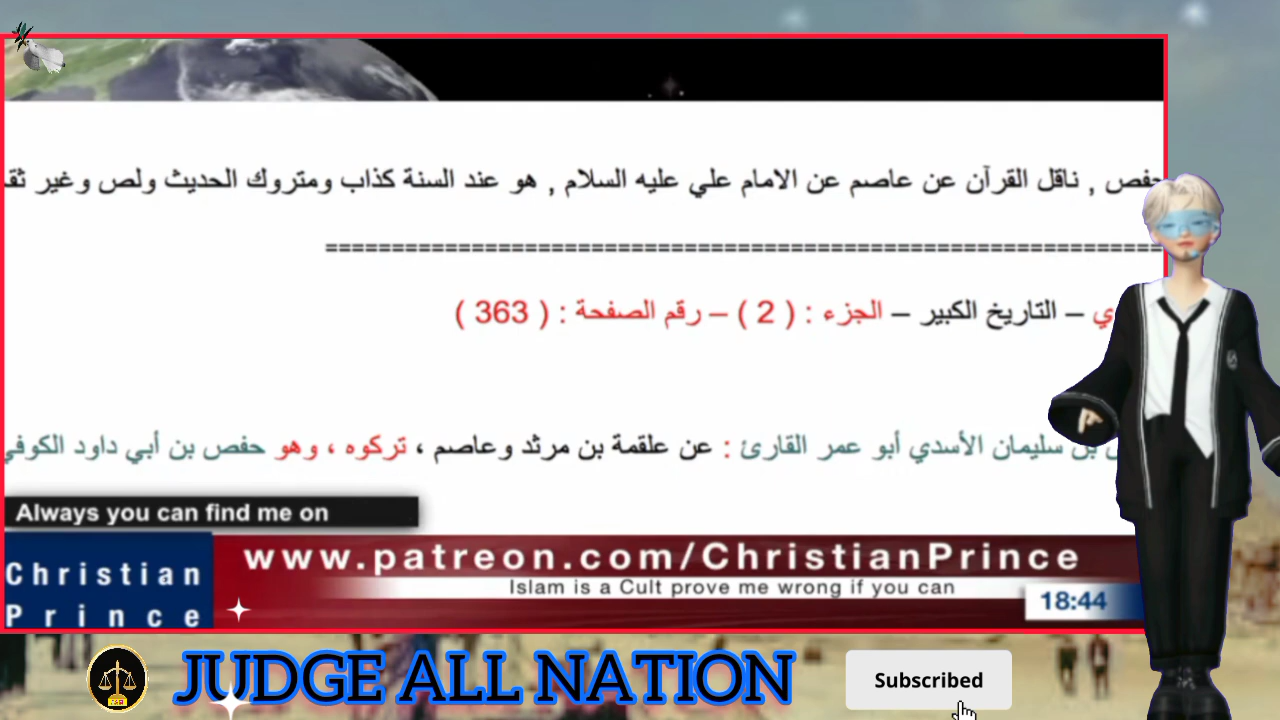 حفص , ناقل القرآن عن عاصم عن الامام علي عليه السلام , هو عند السنة كذاب ومتروك الحديث ولص وغير
===============================================================
– التاريخ الكبير – الجزء : ( 2 ) – رقم الصفحة : ( 363 )
بن سليمان الأسدي أبو عمر القارئ : عن علقمة بن مرثد وعاصم ، تركوه ، وهو حفص بن أبي داود الكوفي
Always you can find me on
Christian
Prince
www.patreon.com/ChristianPrince
Islam is a Cult prove me wrong if you can
18:44
JUDGE ALL NATION
Subscribed